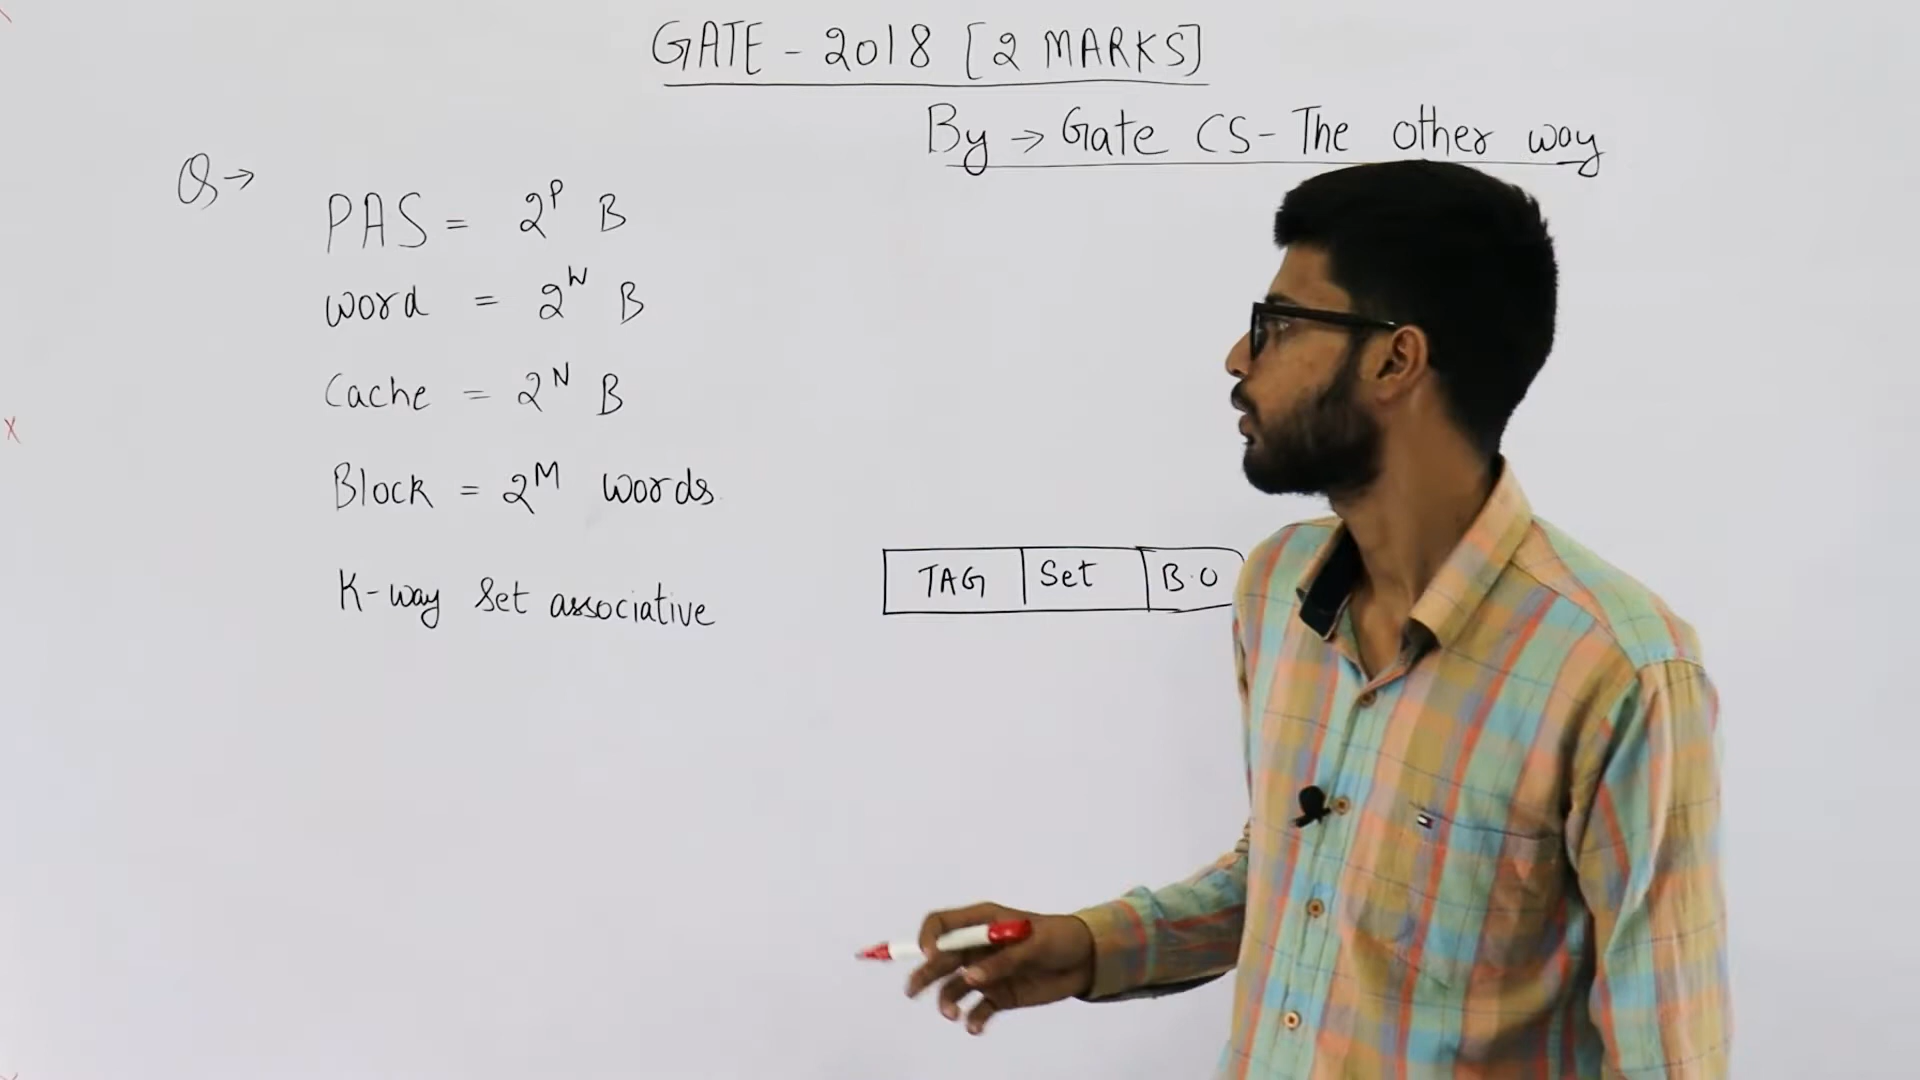 GATE - 2018 [2 MARKS]
By → Gate CS - The other way
Q →
PAS = 2^P B
word = 2^W B
Cache = 2^N B
Block = 2^M words
K-way Set associative
TAG Set B.O
x